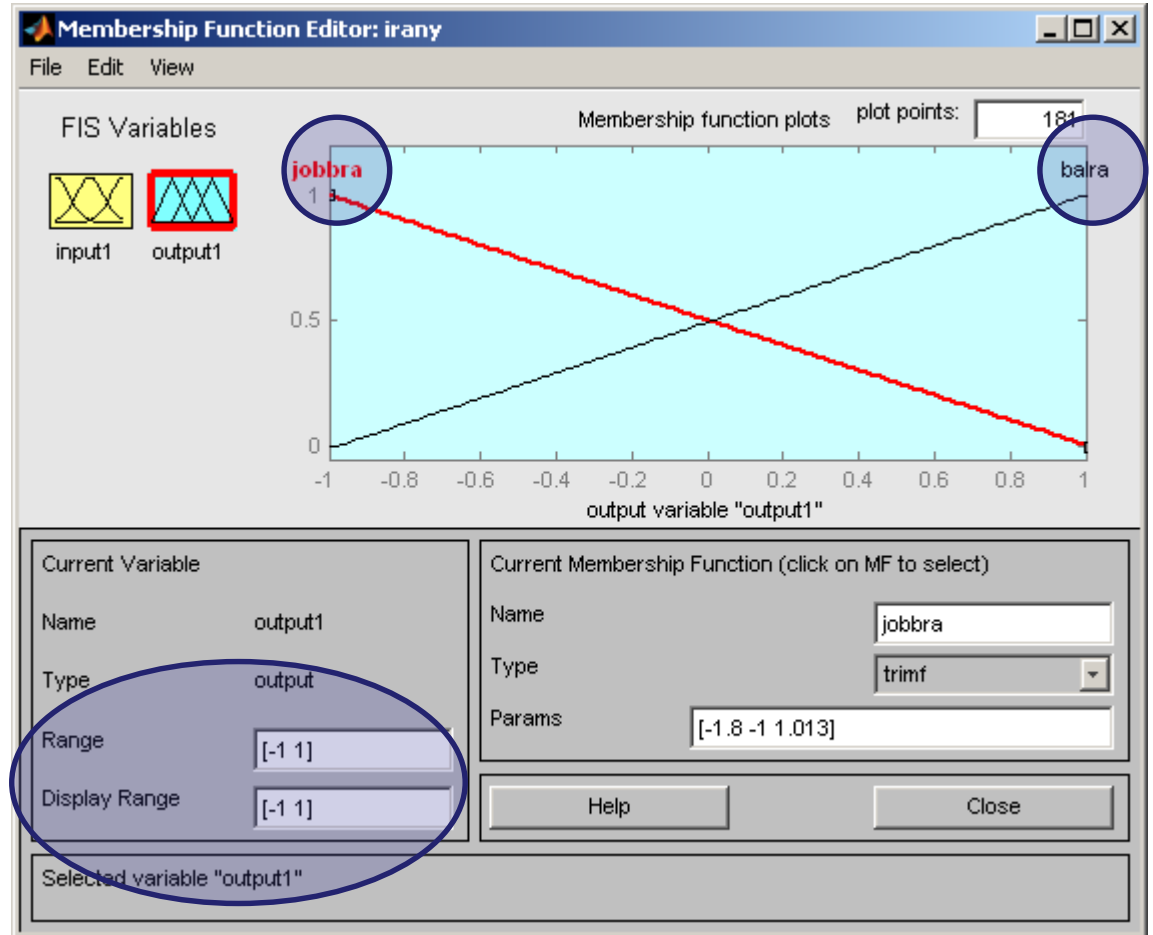 Membership Function Editor: irany
File Edit View
FIS Variables
Membership function plots plot points: 181
jobbra balra
input1 output1
1
0.5
0
-1 -0.8 -0.6 -0.4 -0.2 0 0.2 0.4 0.6 0.8 1
output variable "output1"
Current Variable
Name output1
Type output
Range [-1 1]
Display Range [-1 1]
Current Membership Function (click on MF to select)
Name jobbra
Type trimf
Params [-1.8 -1 1.013]
Help Close
Selected variable "output1"